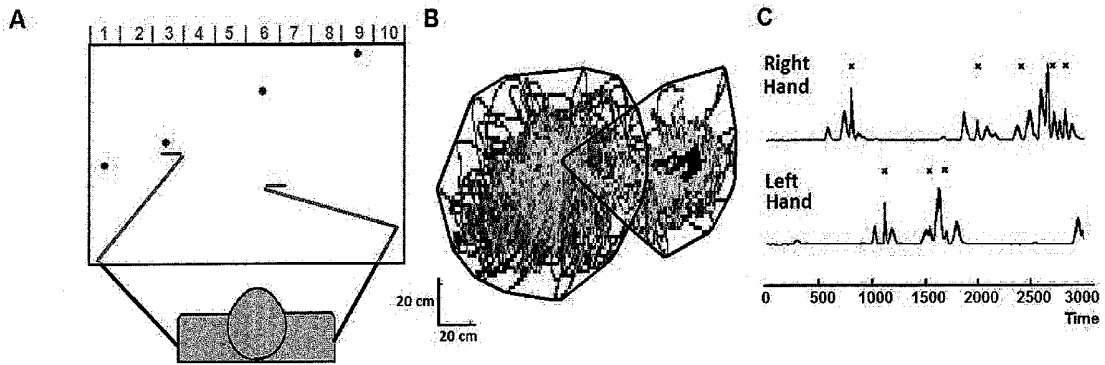 A
1 | 2 | 3 | 4 | 5 | 6 | 7 | 8 | 9 | 10
B
20 cm
20 cm
C
Right
Hand
Left
Hand
0 500 1000 1500 2000 2500 3000
Time